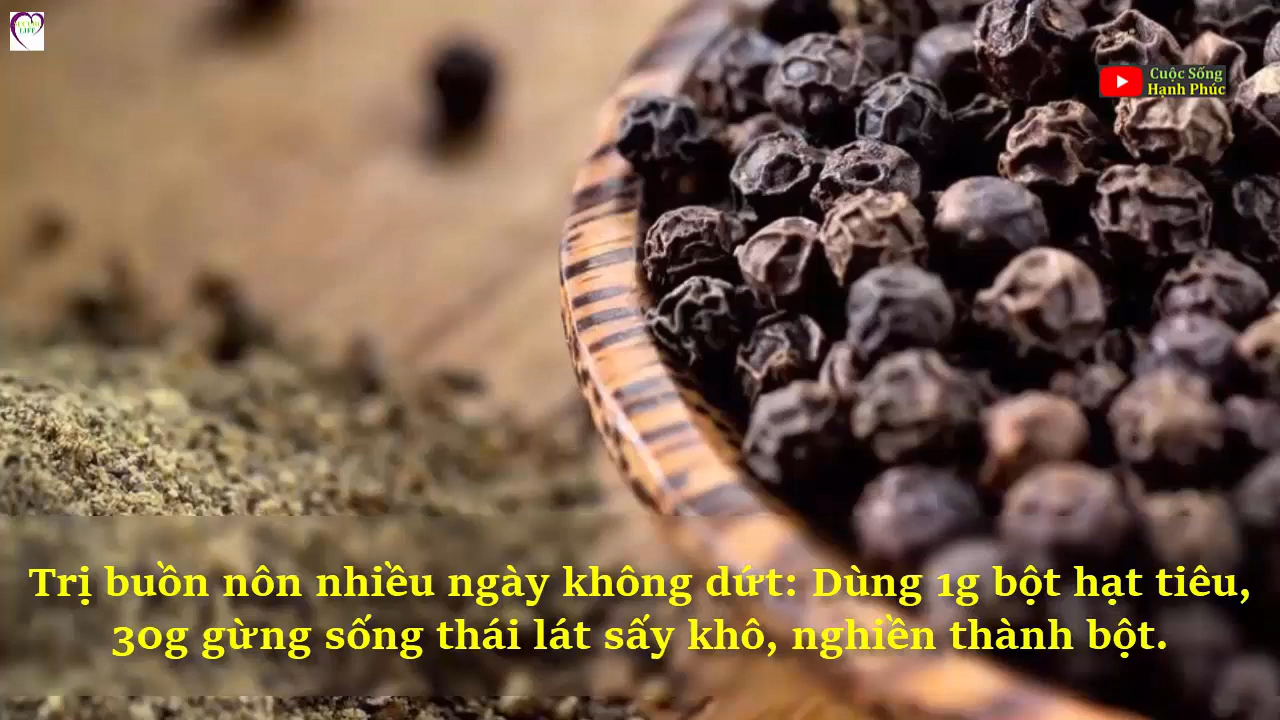 Cuộc Sống
Hạnh Phúc
Trị buồn nôn nhiều ngày không dứt: Dùng 1g bột hạt tiêu,
30g gừng sống thái lát sấy khô, nghiền thành bột.